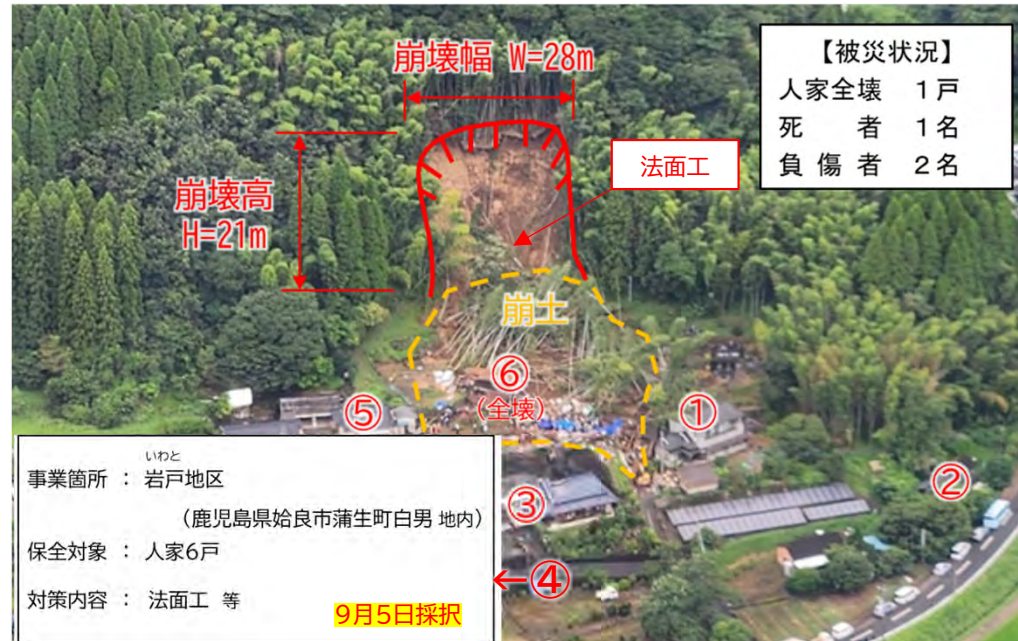 崩壊幅 W=28m
【被災状況】
人家全壊 1戸
死者 1名
負傷者 2名
法面工
崩壊高
H=21m
崩土
⑥
(全壊)
⑤
①
②
③
←④
いわと
事業箇所 : 岩戸地区
(鹿児島県姶良市蒲生町白男 地内)
保全対象 : 人家6戸
対策内容 : 法面工 等
9月5日採択